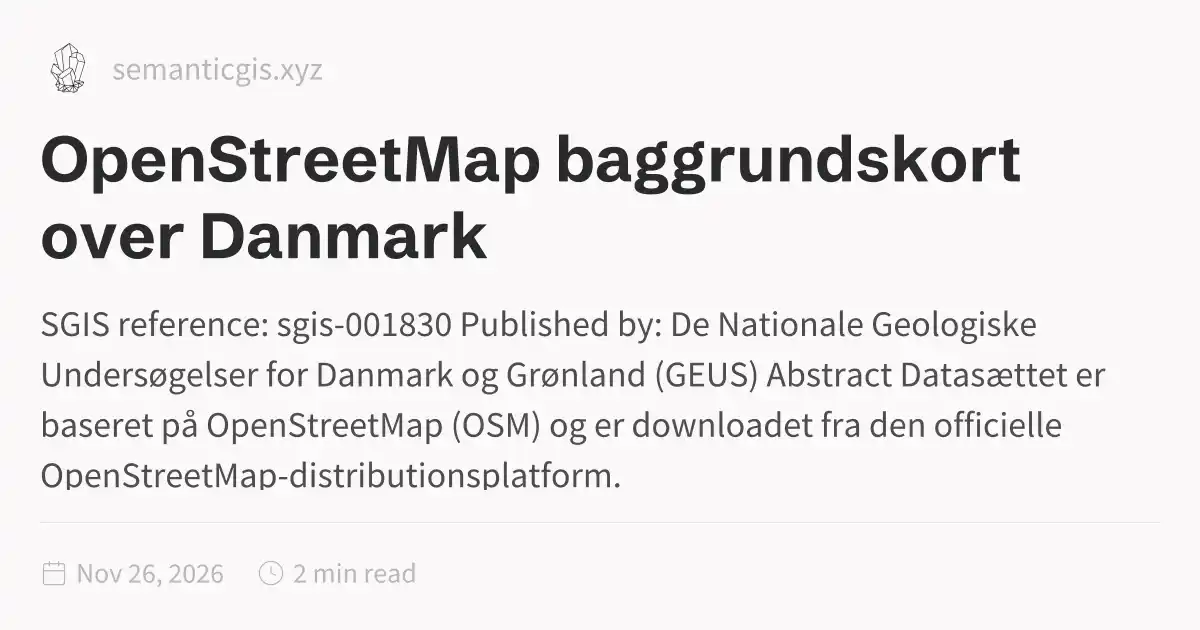 semanticgis.xyz
OpenStreetMap baggrundskort
over Danmark
SGIS reference: sgis-001830 Published by: De Nationale Geologiske
Undersøgelser for Danmark og Grønland (GEUS) Abstract Datasættet er
baseret på OpenStreetMap (OSM) og er downloadet fra den officielle
OpenStreetMap-distributionsplatform.
Nov 26, 2026 2 min read